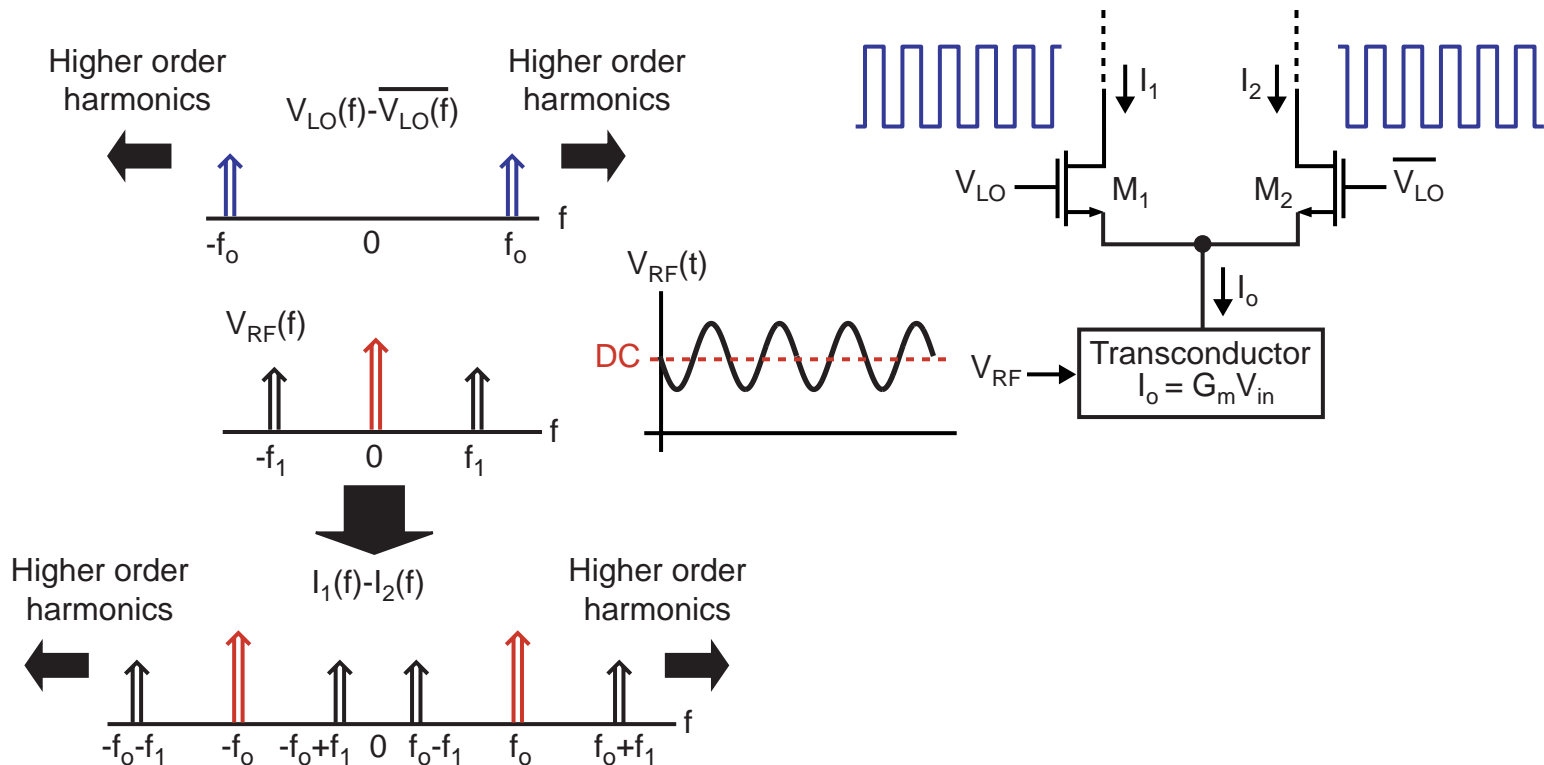 Higher order
harmonics
V_LO(f)-V̅_L̅O̅(̅f̅)̅
Higher order
harmonics
-f_o 0 f_o f
V_RF(f)
-f_1 0 f_1 f
V_RF(t)
DC
I_1 I_2
V_LO M_1 M_2 V̅_L̅O̅
I_o
V_RF
Transconductor
I_o = G_mV_in
Higher order
harmonics
I_1(f)-I_2(f)
Higher order
harmonics
f
-f_o-f_1 -f_o -f_o+f_1 0 f_o-f_1 f_o f_o+f_1